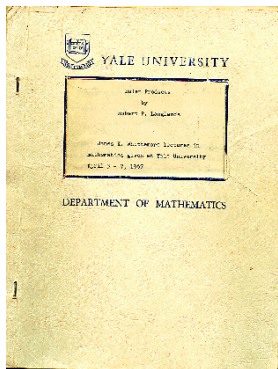 YALE UNIVERSITY
Euler Products
by
Robert P. Langlands
James K. Whittemore Lectures in
Mathematics given at Yale University
April 3 - 7, 1967
DEPARTMENT OF MATHEMATICS